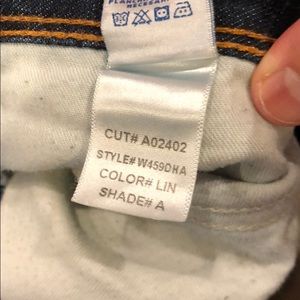 CUT# A02402
STYLE# W459DHA
COLOR# LIN
SHADE# A